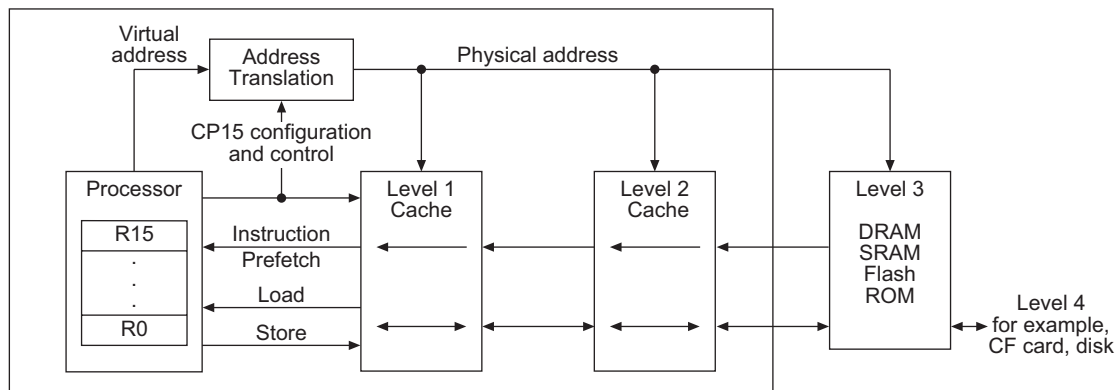 Virtual
address
Address
Translation
Physical address
CP15 configuration
and control
Processor
R15
.
.
.
.
R0
Instruction
Prefetch
Load
Store
Level 1
Cache
Level 2
Cache
Level 3
DRAM
SRAM
Flash
ROM
Level 4
for example,
CF card, disk